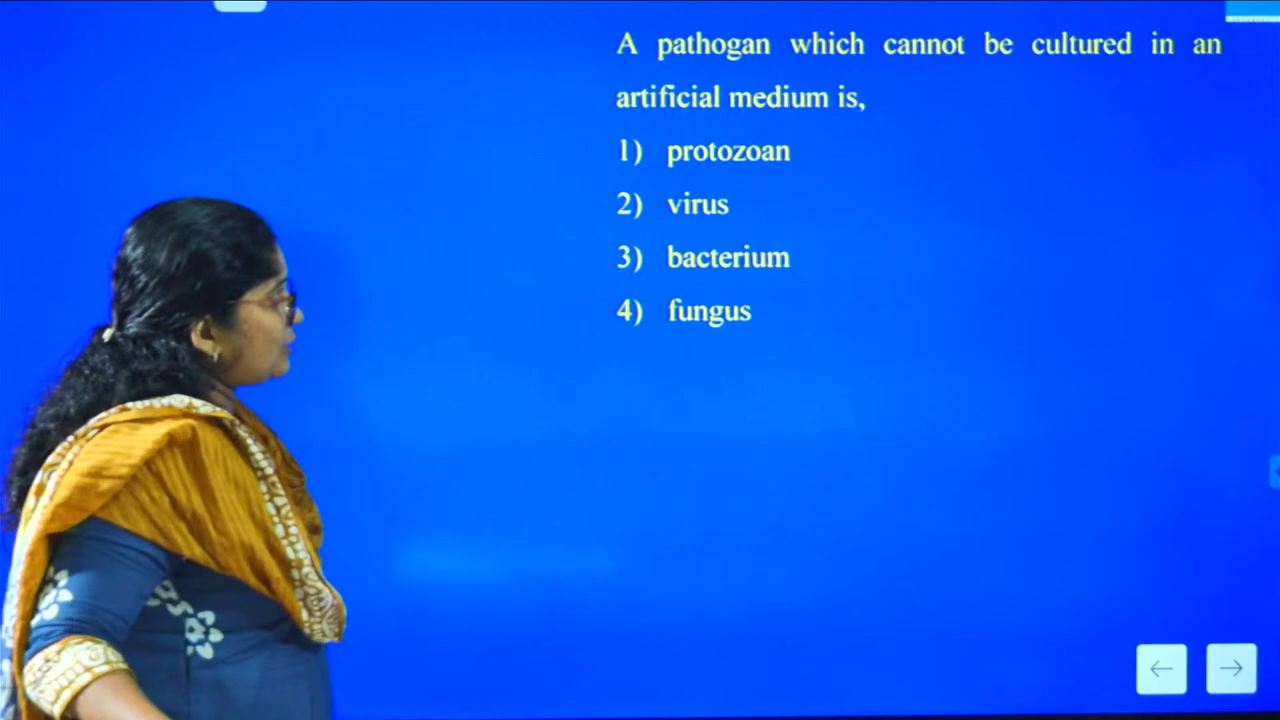 A pathogan which cannot be cultured in an
artificial medium is,
1) protozoan
2) virus
3) bacterium
4) fungus